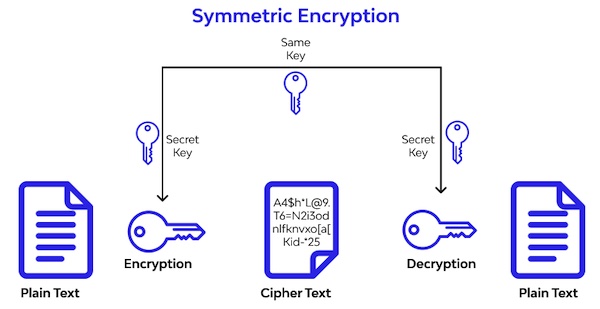 Symmetric Encryption
Same
Key
Secret
Key
Secret
Key
A4$h*L@9.
T6=N2i3od
nIfknvxo[a[
Kid-*25
Encryption
Decryption
Plain Text
Cipher Text
Plain Text